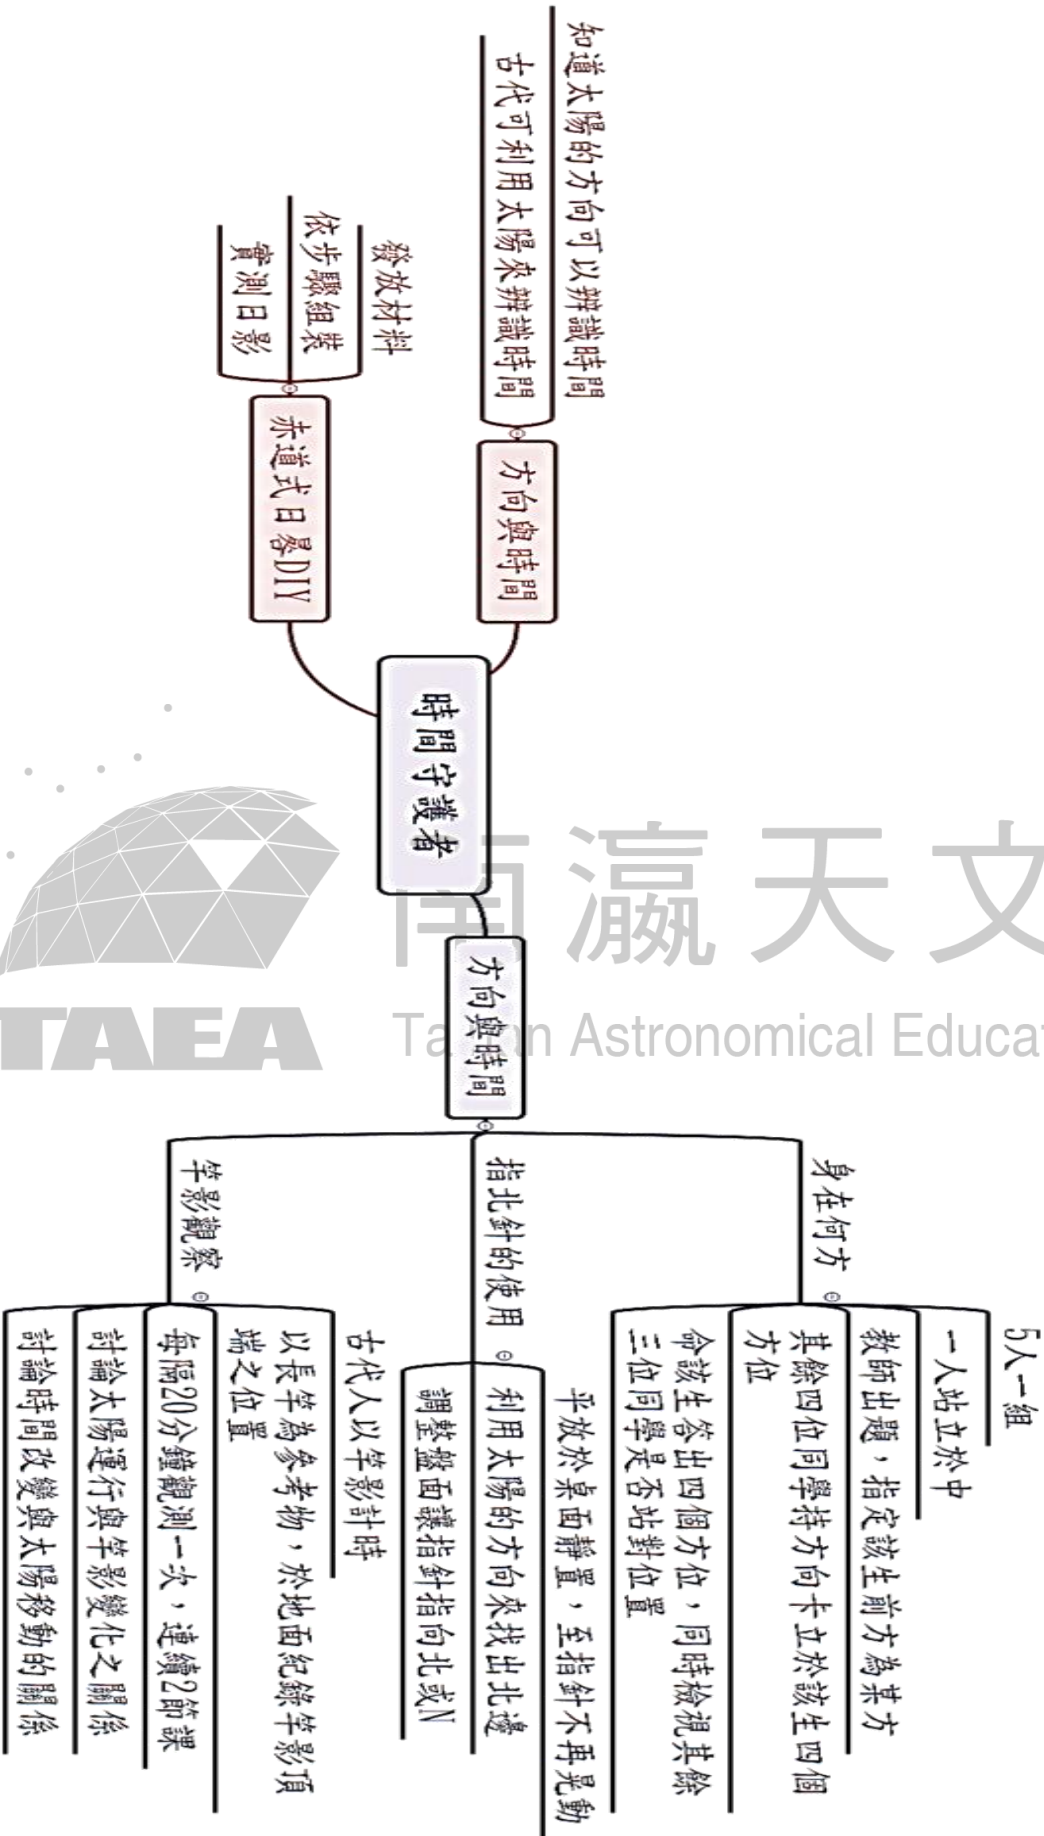 知道太陽的方向可以辨識時間
古代可利用太陽來辨識時間
方向與時間
發放材料
依步驟組裝
實測日影
赤道式日晷DIY
時間守護者
方向與時間
身在何方
5人一組
一人站立於中
教師出題，指定該生前方為某方
其餘四位同學持方向卡立於該生四個
方位
命該生答出四個方位，同時檢視其餘
三位同學是否站對位置
指北針的使用
平放於桌面靜置，至指針不再晃動
利用太陽的方向來找出北邊
調整盤面讓指針指向北或N
竿影觀察
古代人以竿影計時
以長竿為參考物，於地面紀錄竿影頂
端之位置
每隔20分鐘觀測一次，連續2節課
討論太陽運行與竿影變化之關係
討論時間改變與太陽移動的關係
南瀛天文
TAEA
Astronomical Educat